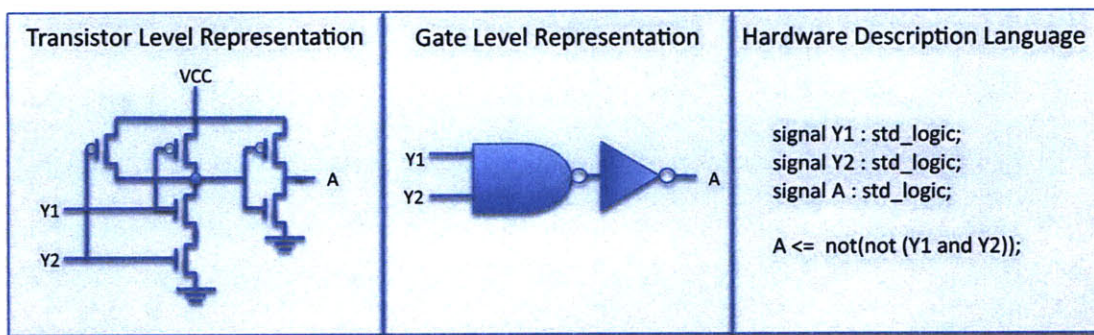 Transistor Level Representation
VCC
A
Y1
Y2
Gate Level Representation
Y1
A
Y2
Hardware Description Language
signal Y1 : std_logic;
signal Y2 : std_logic;
signal A : std_logic;
A <= not(not (Y1 and Y2));